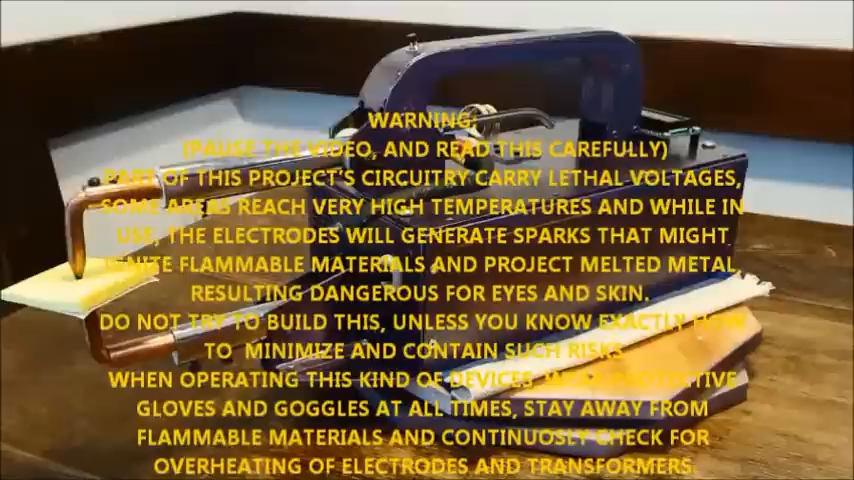 WARNING:
(PAUSE THE VIDEO, AND READ THIS CAREFULLY)
PART OF THIS PROJECT'S CIRCUITRY CARRY LETHAL VOLTAGES,
SOME AREAS REACH VERY HIGH TEMPERATURES AND WHILE IN
USE, THE ELECTRODES WILL GENERATE SPARKS THAT MIGHT
IGNITE FLAMMABLE MATERIALS AND PROJECT MELTED METAL,
RESULTING DANGEROUS FOR EYES AND SKIN.
DO NOT TRY TO BUILD THIS, UNLESS YOU KNOW EXACTLY HOW
TO MINIMIZE AND CONTAIN SUCH RISKS.
WHEN OPERATING THIS KIND OF DEVICES, WEAR PROTECTIVE
GLOVES AND GOGGLES AT ALL TIMES, STAY AWAY FROM
FLAMMABLE MATERIALS AND CONTINUOSLY CHECK FOR
OVERHEATING OF ELECTRODES AND TRANSFORMERS.